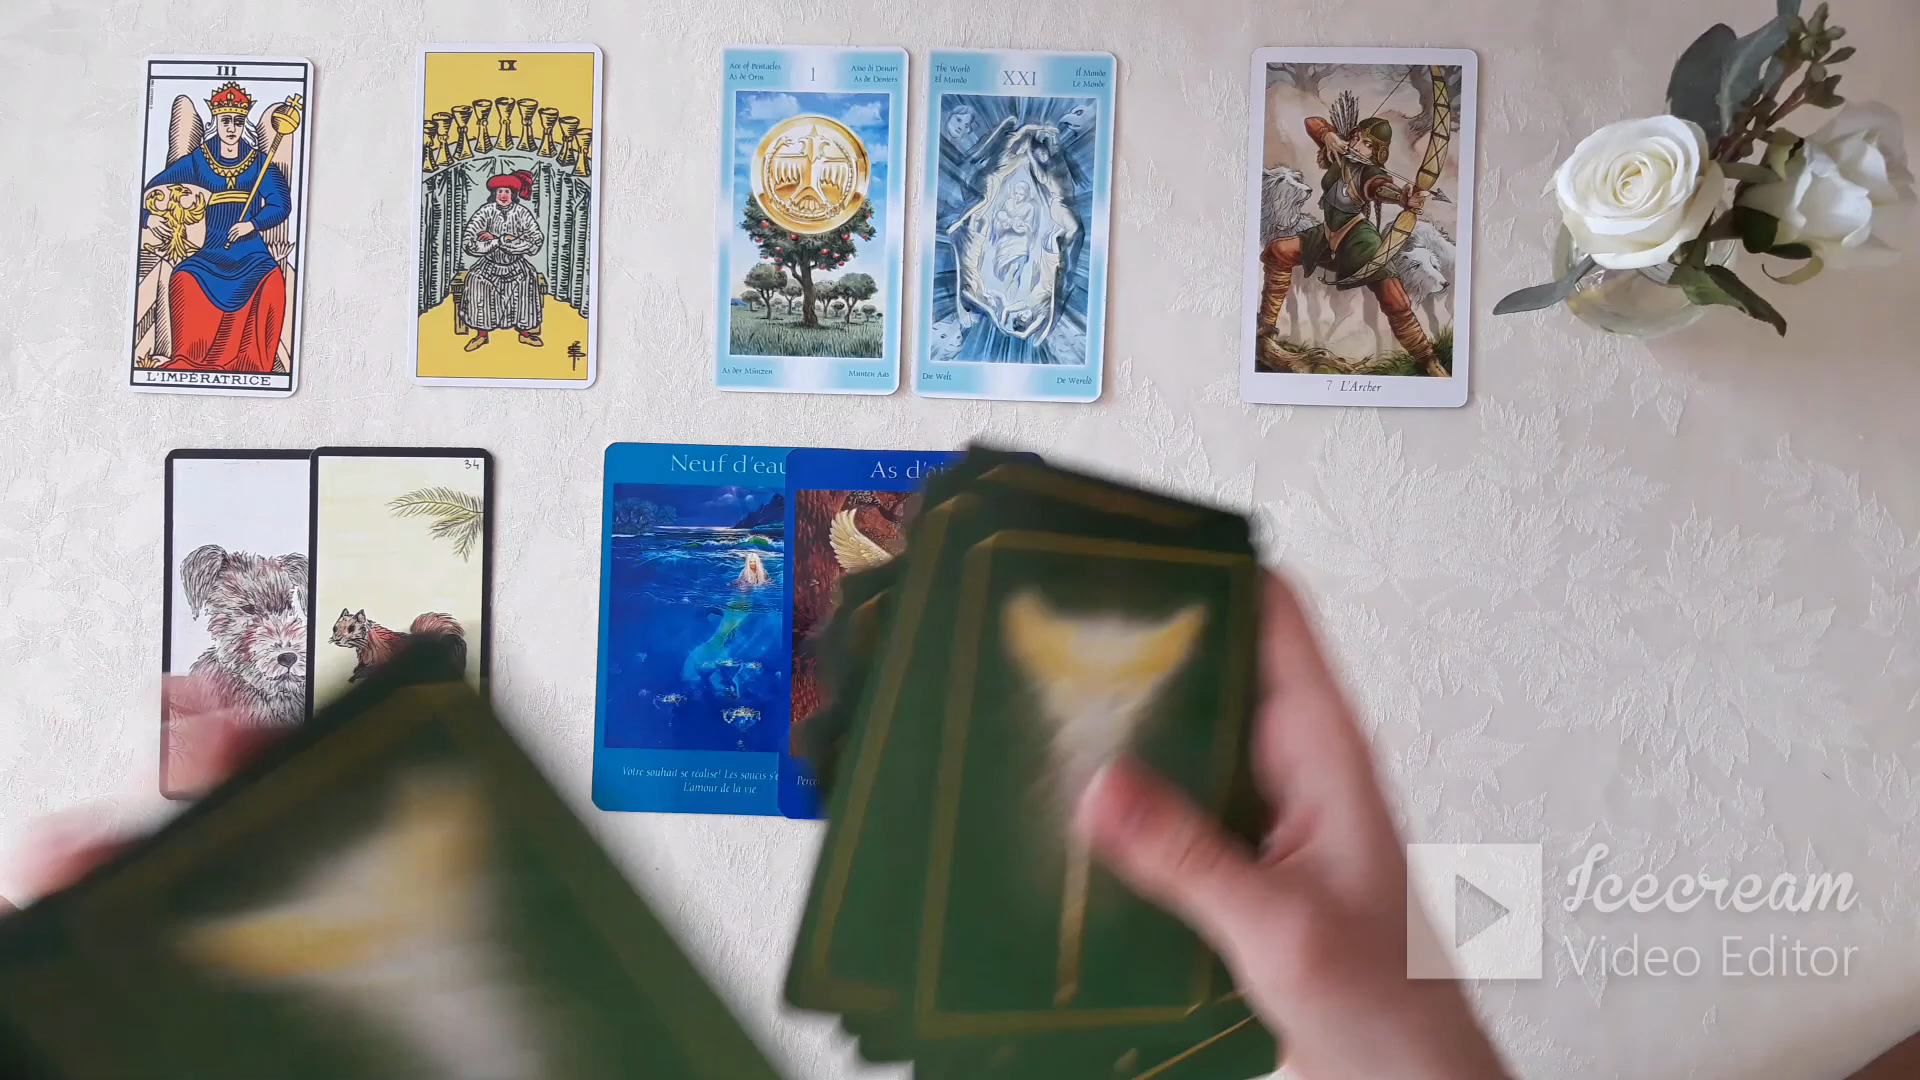 III
L'IMPÉRATRICE
IX
Ace of Pentacles
As de Oros
1
Asso di Denari
As de Deniers
As der Münzen
Munten Aas
The World
El Mundo
XXI
Il Mondo
Le Monde
Die Welt
De Wereld
7 L'Archer
34
Neuf d'eau
Votre souhait se réalise! Les soucis
L'amour de la vie
As
Icecream
Video Editor